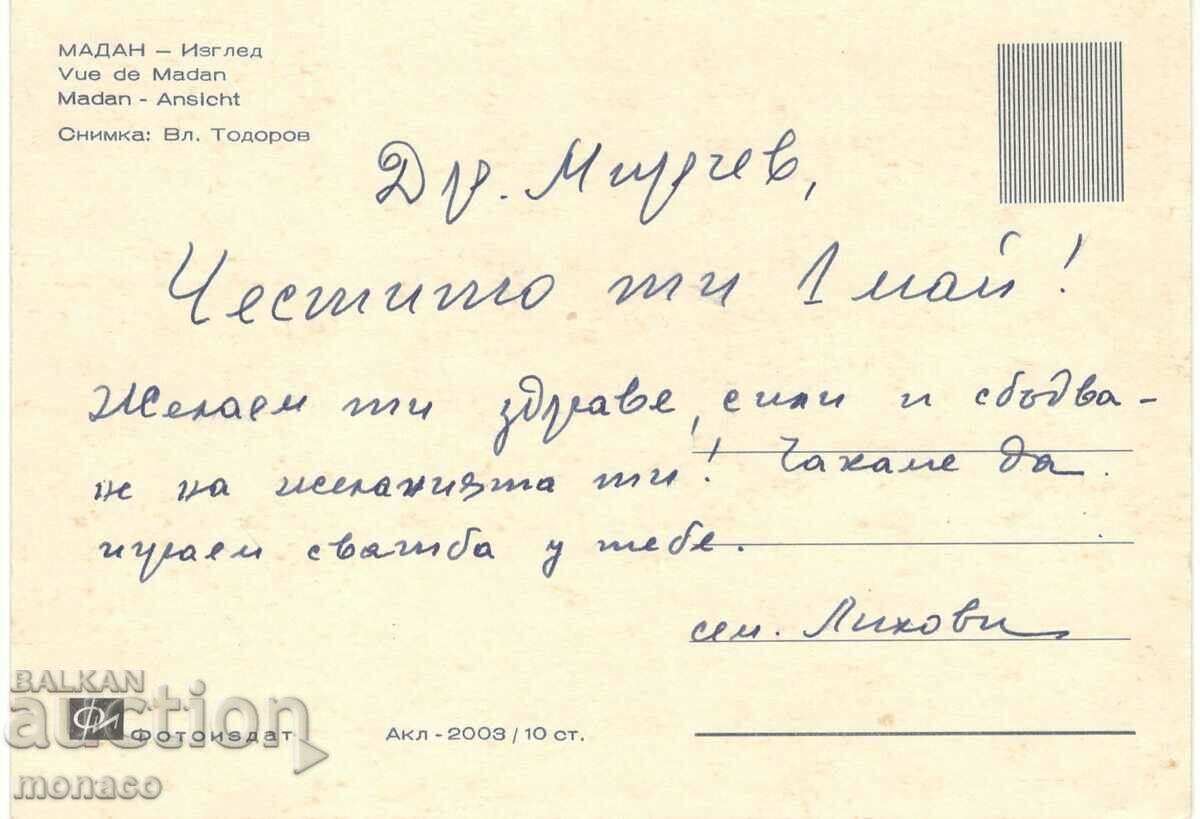 МАДАН – Изглед
Vue de Madan
Madan - Ansicht
Снимка: Вл. Тодоров
Др. Мирчев,
Честито ти 1 май!
Желаем ти здраве, сили и сбъдва-
не на желанията ти! Чакаме да
играем сватба у тебе.
сем. Ликови
BALKAN
auction
ФИ
Фотоиздат
Акл - 2003 / 10 ст.
monaco